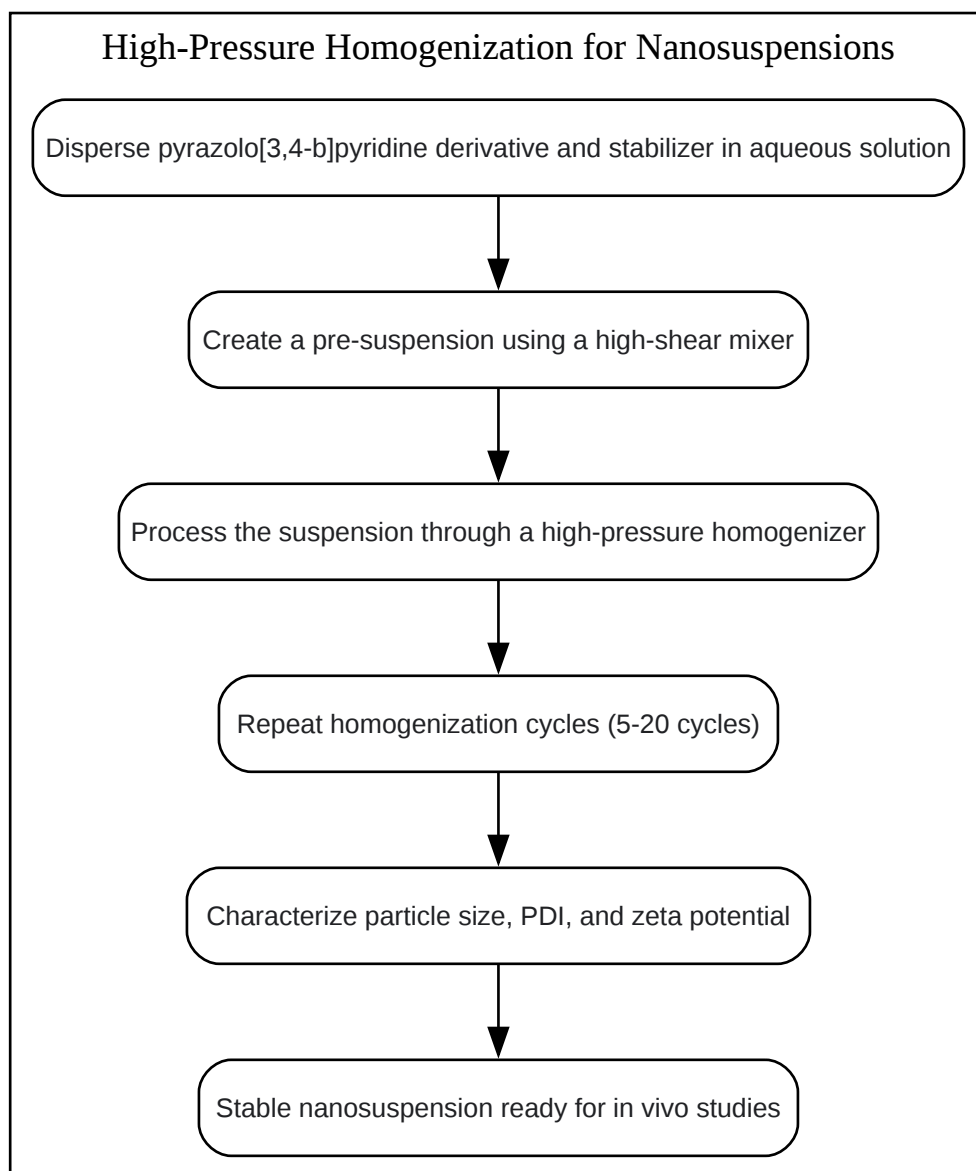 High-Pressure Homogenization for Nanosuspensions
Disperse pyrazolo[3,4-b]pyridine derivative and stabilizer in aqueous solution
Create a pre-suspension using a high-shear mixer
Process the suspension through a high-pressure homogenizer
Repeat homogenization cycles (5-20 cycles)
Characterize particle size, PDI, and zeta potential
Stable nanosuspension ready for in vivo studies